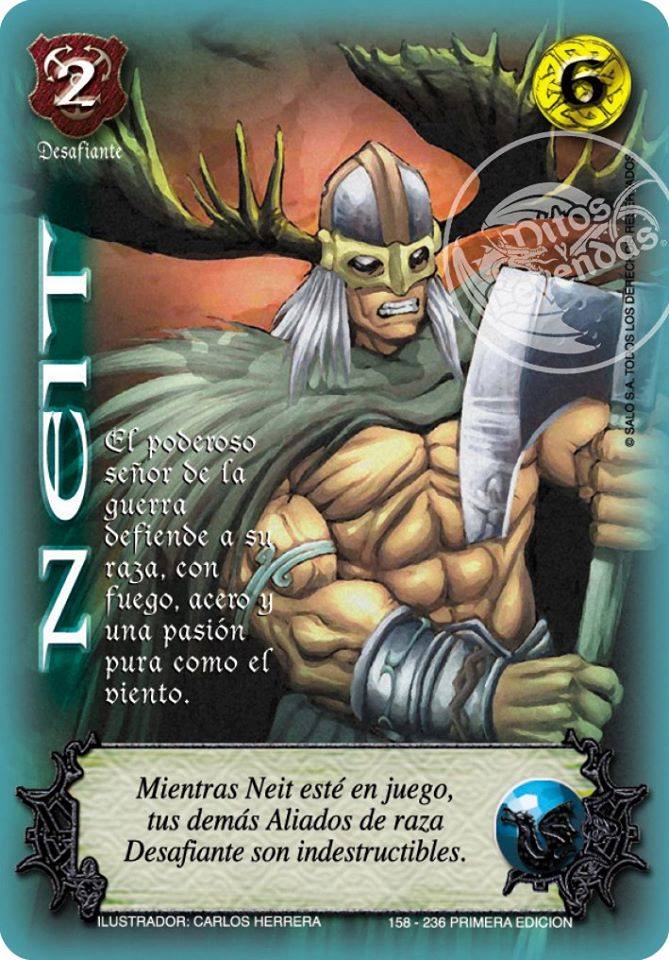 2
6
Desafiante
Mitos
y
Leyendas
© SALO S.A. TODOS LOS DERECHOS RESERVADOS
NEIT
El poderoso
señor de la
guerra
defiende a su
raza, con
fuego, acero y
una pasión
pura como el
viento.
Mientras Neit esté en juego,
tus demás Aliados de raza
Desafiante son indestructibles.
ILUSTRADOR: CARLOS HERRERA
158 - 236 PRIMERA EDICION